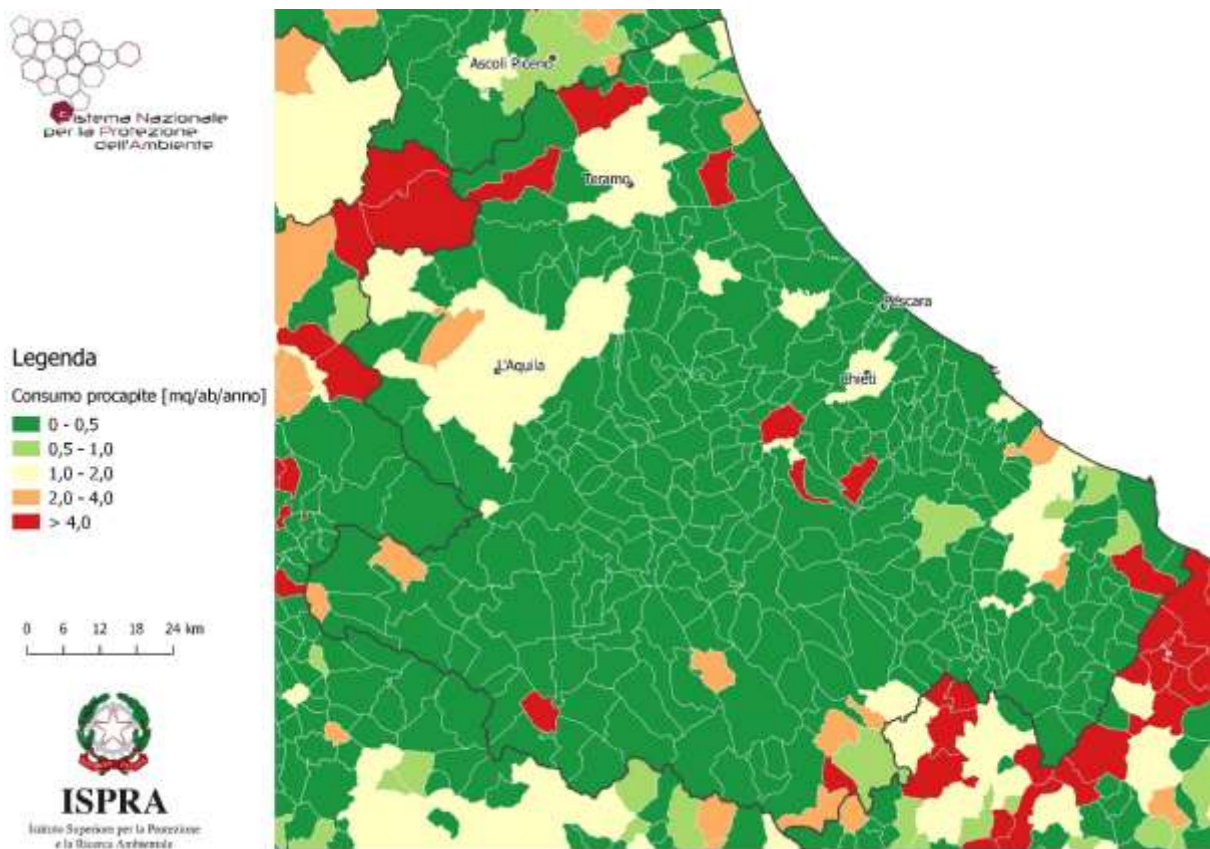 Sistema Nazionale
per la Protezione
dell'Ambiente
Legenda
Consumo procapite [mq/ab/anno]
0 - 0,5
0,5 - 1,0
1,0 - 2,0
2,0 - 4,0
> 4,0
0 6 12 18 24 km
ISPRA
Istituto Superiore per la Protezione
e la Ricerca Ambientale
Ascoli Piceno
Teramo
Pescara
L'Aquila
Chieti